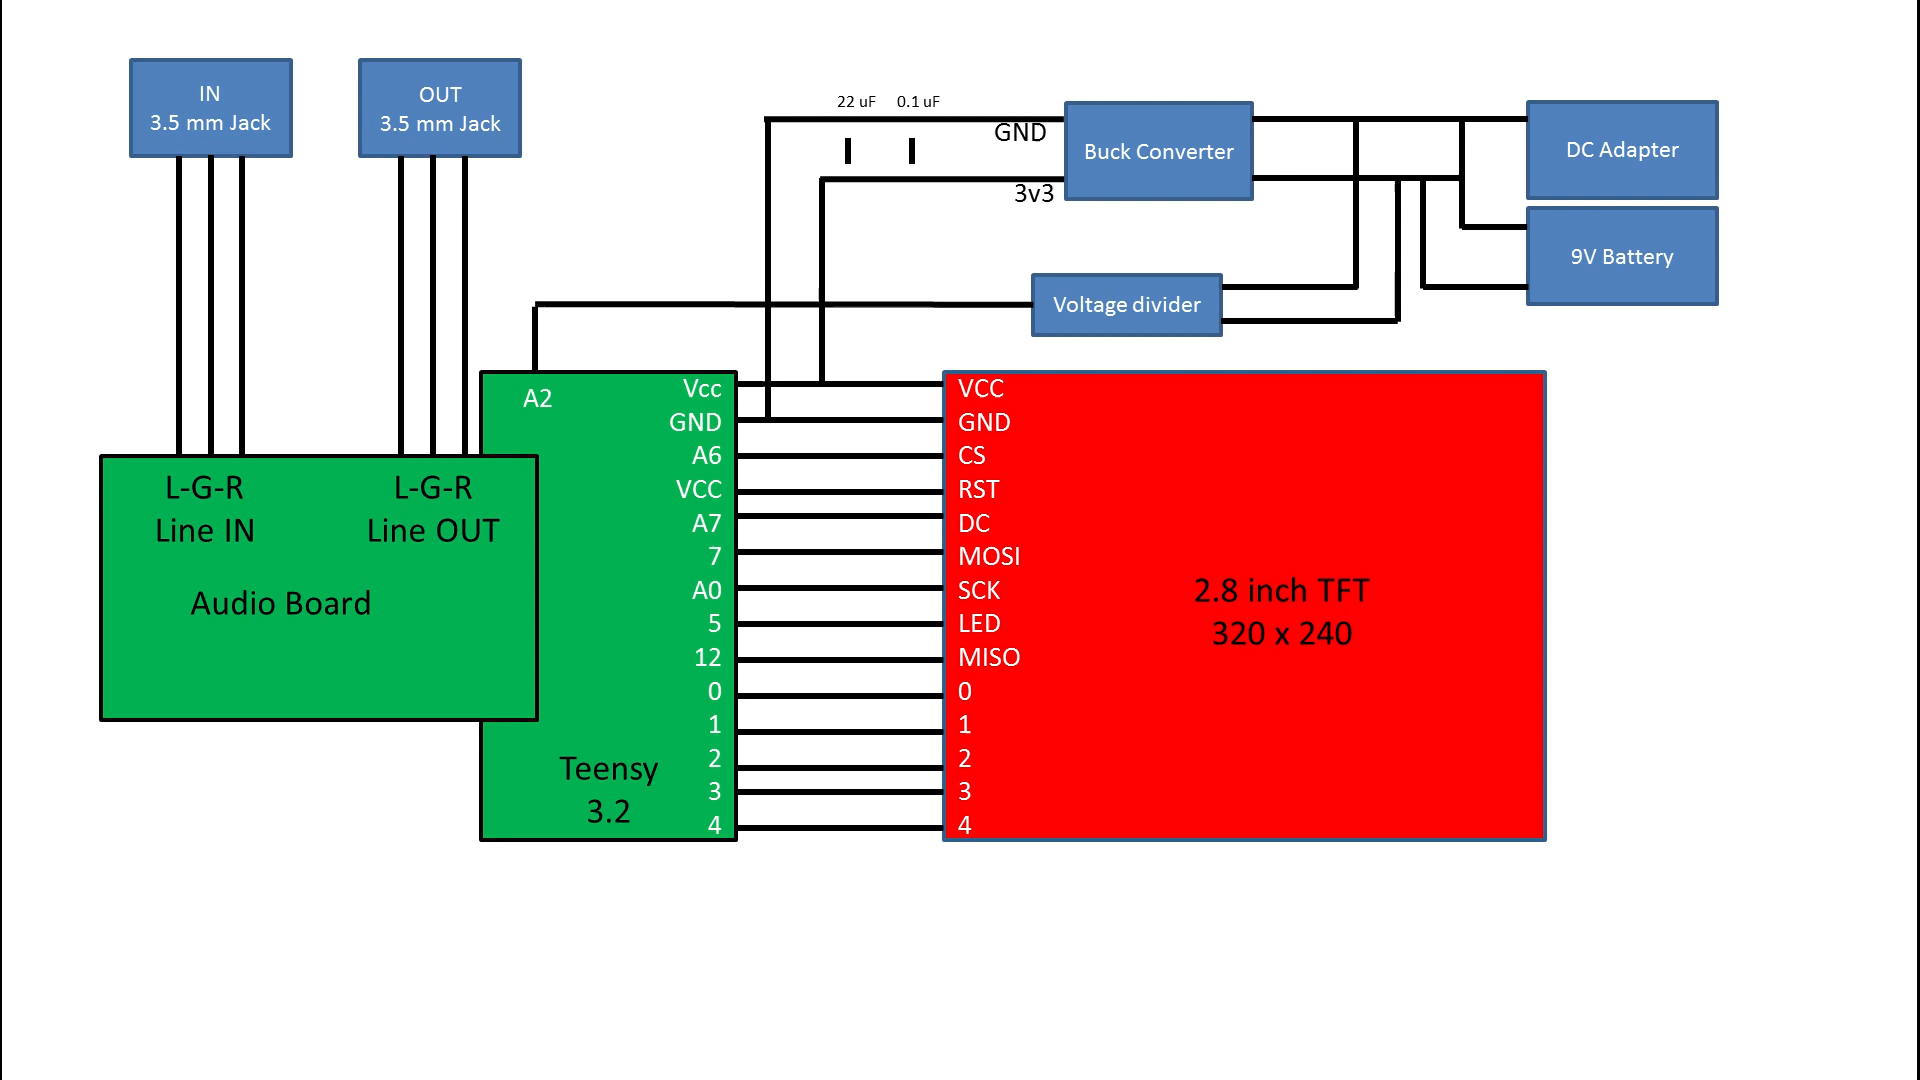 IN
3.5 mm Jack
OUT
3.5 mm Jack
22 uF
0.1 uF
GND
3v3
Buck Converter
DC Adapter
9V Battery
Voltage divider
A2
Vcc
GND
A6
VCC
A7
7
A0
5
12
0
1
2
3
4
Teensy
3.2
L-G-R
Line IN
L-G-R
Line OUT
Audio Board
VCC
GND
CS
RST
DC
MOSI
SCK
LED
MISO
0
1
2
3
4
2.8 inch TFT
320 x 240